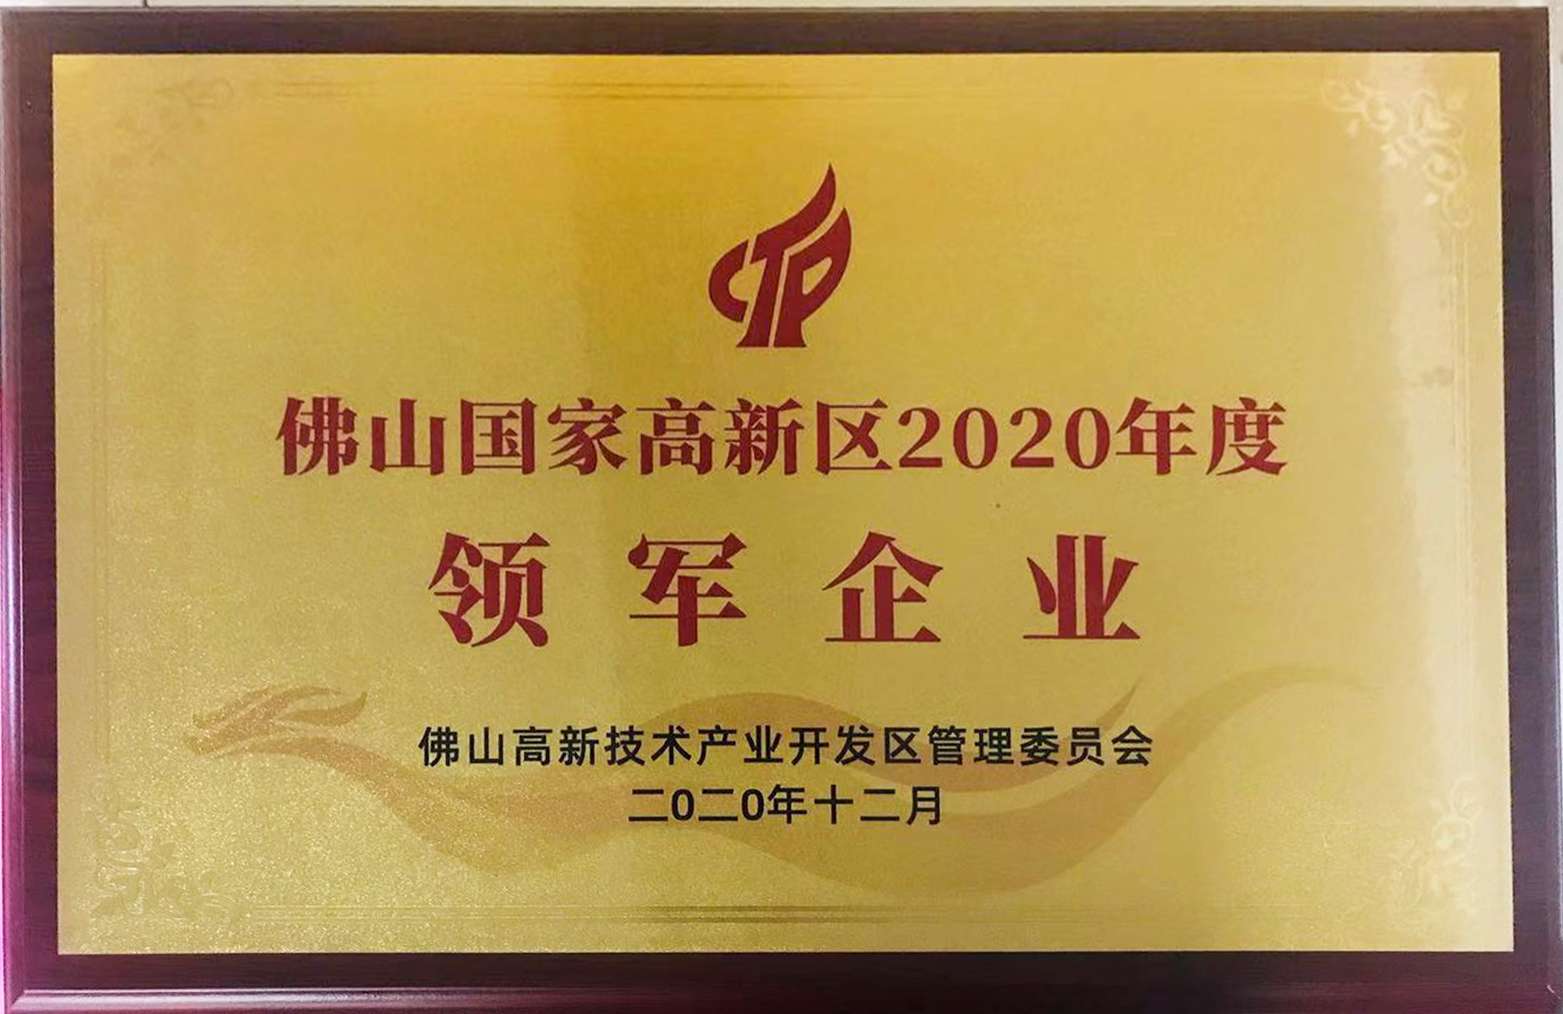 CTP
佛山国家高新区2020年度
领军企业
佛山高新技术产业开发区管理委员会
二0二0年十二月